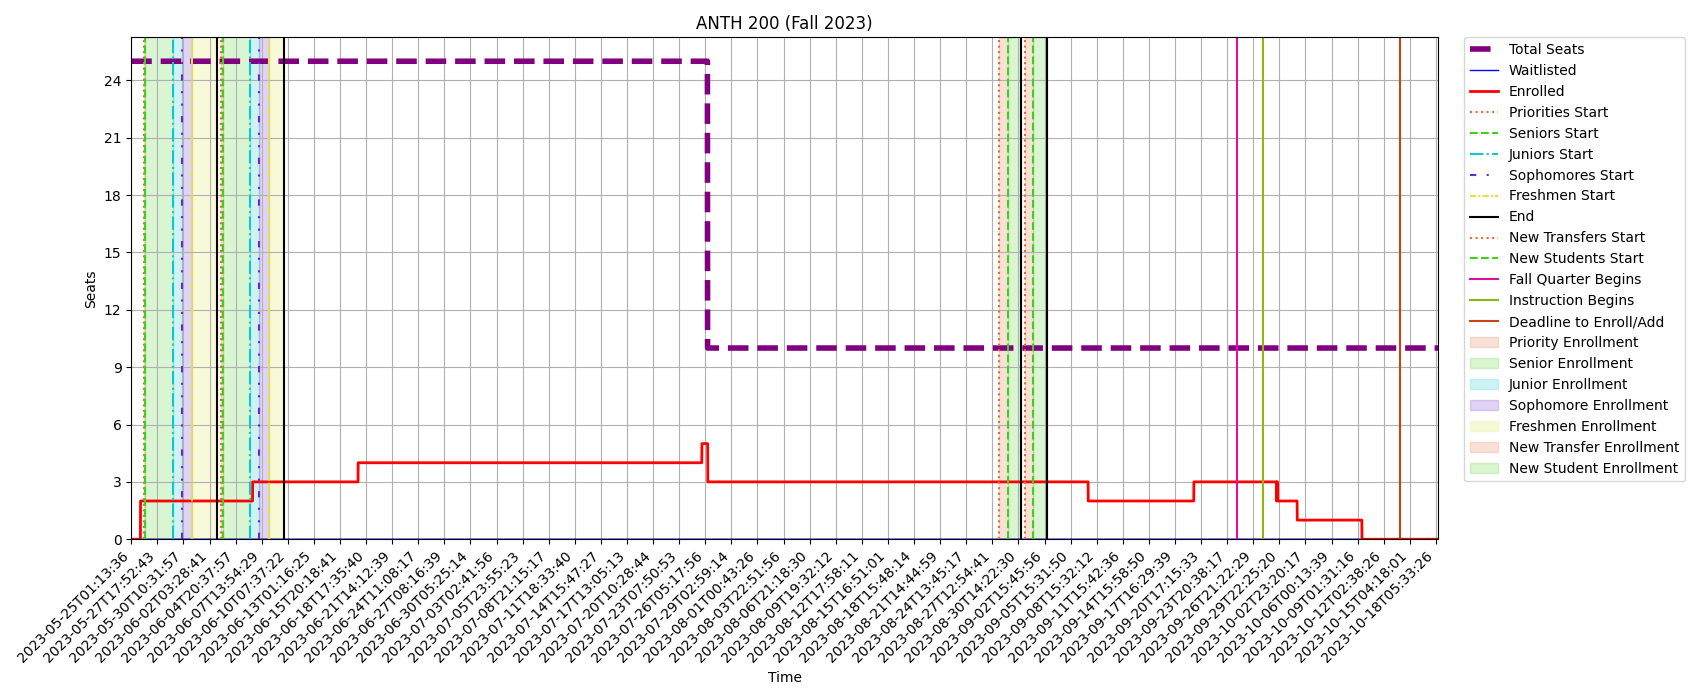 ANTH 200 (Fall 2023)
Seats
24
21
18
15
12
9
6
3
0
2023-05-25T01:13:36
2023-05-27T17:52:43
2023-05-30T10:31:57
2023-06-02T03:28:41
2023-06-04T20:37:57
2023-06-07T13:54:29
2023-06-10T07:37:22
2023-06-13T01:16:25
2023-06-15T20:18:41
2023-06-18T17:35:40
2023-06-21T14:12:39
2023-06-24T11:08:17
2023-06-27T08:16:39
2023-06-30T05:25:14
2023-07-03T02:41:56
2023-07-05T23:55:23
2023-07-08T21:15:17
2023-07-11T18:33:40
2023-07-14T15:47:27
2023-07-17T13:05:13
2023-07-20T10:28:44
2023-07-23T07:50:53
2023-07-26T05:17:56
2023-07-29T02:59:14
2023-08-01T00:43:26
2023-08-03T22:51:56
2023-08-06T21:18:30
2023-08-09T19:32:12
2023-08-12T17:58:11
2023-08-15T16:51:01
2023-08-18T15:48:14
2023-08-21T14:44:59
2023-08-24T13:45:17
2023-08-27T12:54:41
2023-08-30T14:22:30
2023-09-02T15:45:56
2023-09-05T15:31:50
2023-09-08T15:32:12
2023-09-11T15:42:36
2023-09-14T15:58:50
2023-09-17T16:29:39
2023-09-20T17:15:33
2023-09-23T20:38:17
2023-09-26T21:22:29
2023-09-29T22:25:20
2023-10-02T23:20:17
2023-10-06T00:13:39
2023-10-09T01:31:16
2023-10-12T02:38:26
2023-10-15T04:18:01
2023-10-18T05:33:26
Time
Total Seats
Waitlisted
Enrolled
Priorities Start
Seniors Start
Juniors Start
Sophomores Start
Freshmen Start
End
New Transfers Start
New Students Start
Fall Quarter Begins
Instruction Begins
Deadline to Enroll/Add
Priority Enrollment
Senior Enrollment
Junior Enrollment
Sophomore Enrollment
Freshmen Enrollment
New Transfer Enrollment
New Student Enrollment